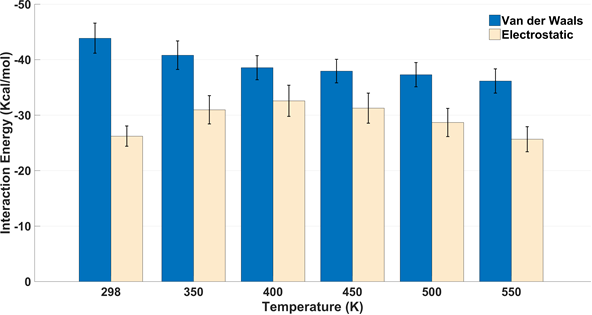 -50
-40
-30
-20
-10
0
Interaction Energy (Kcal/mol)
Van der Waals
Electrostatic
298 350 400 450 500 550
Temperature (K)